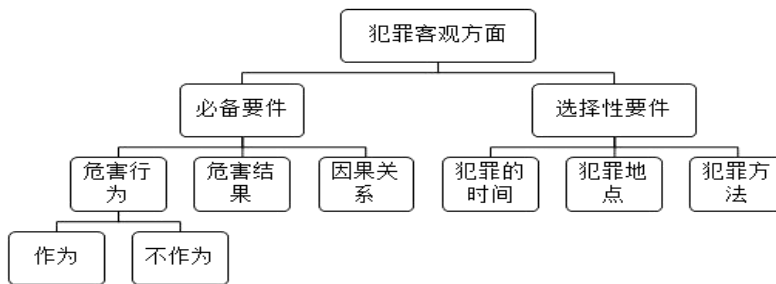 犯罪客观方面
必备要件
选择性要件
危害行
为
危害结
果
因果关
系
犯罪的
时间
犯罪地
点
犯罪方
法
作为
不作为